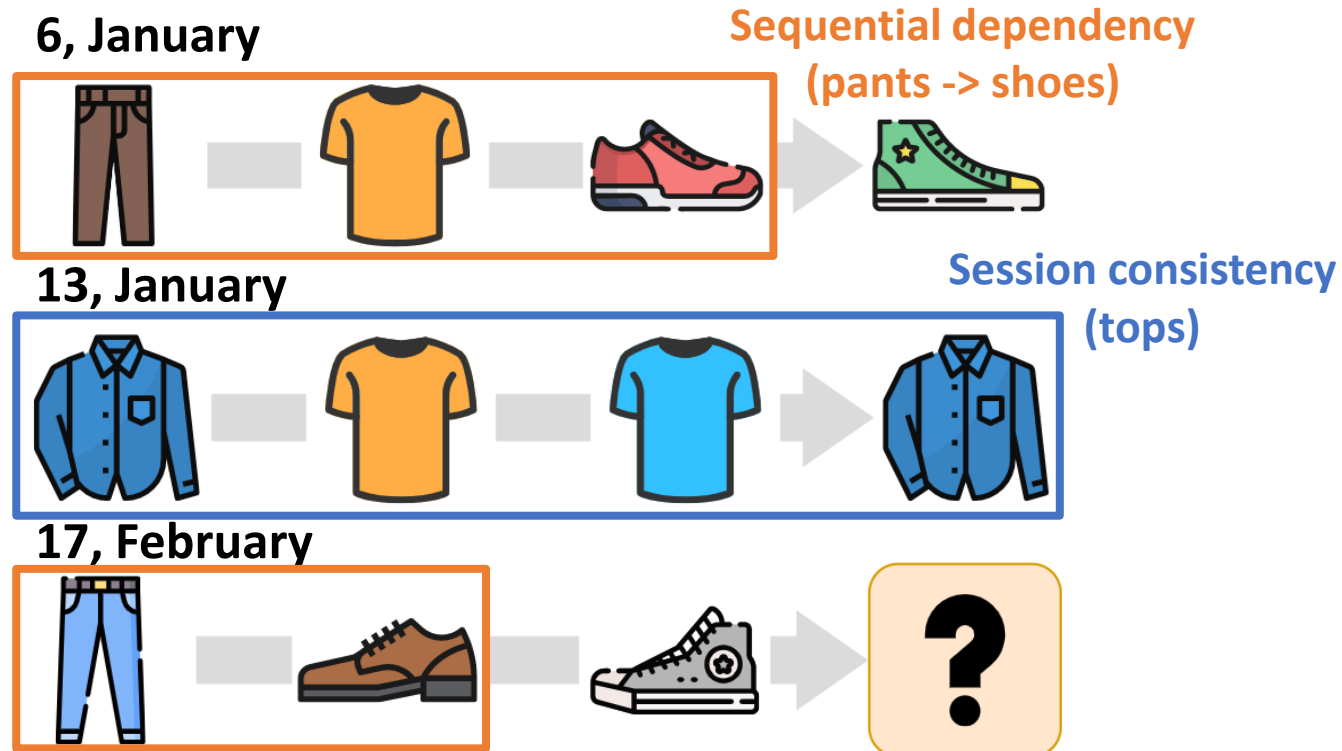 6, January
Sequential dependency
(pants -> shoes)
13, January
Session consistency
(tops)
17, February
?